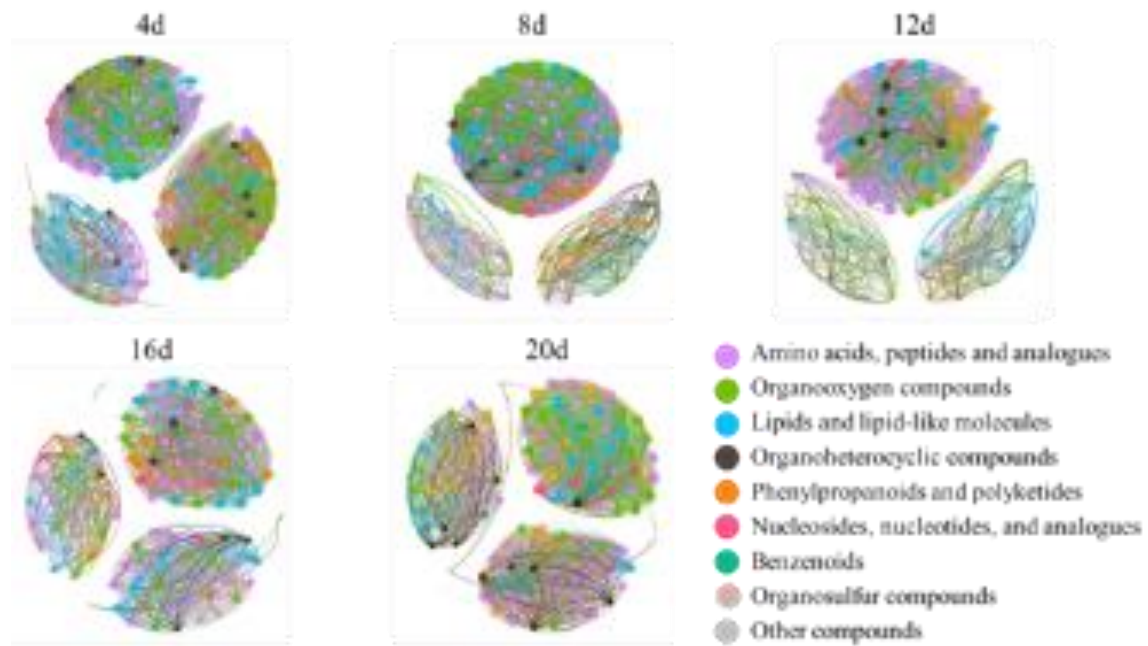 4d
8d
12d
16d
20d
Amino acids, peptides and analogues
Organooxygen compounds
Lipids and lipid-like molecules
Organoheterocyclic compounds
Phenylpropanoids and polyketides
Nucleosides, nucleotides, and analogues
Benzenoids
Organosulfur compounds
Other compounds